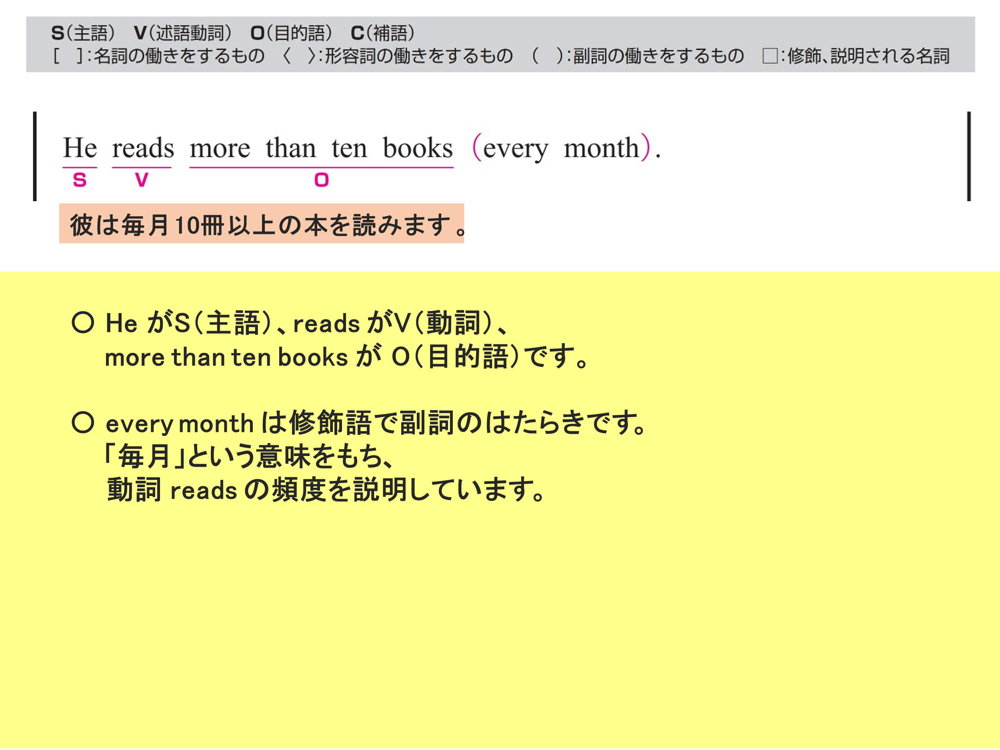 S(主語) V(述語動詞) O(目的語) C(補語)
[ ]:名詞の働きをするもの 〈 〉:形容詞の働きをするもの ( ):副詞の働きをするもの □:修飾、説明される名詞
He reads more than ten books (every month).
S V O
彼は毎月10冊以上の本を読みます。
○ He がS(主語)、reads がV(動詞)、
more than ten books が O(目的語)です。
○ every month は修飾語で副詞のはたらきです。
「毎月」という意味をもち、
動詞 reads の頻度を説明しています。